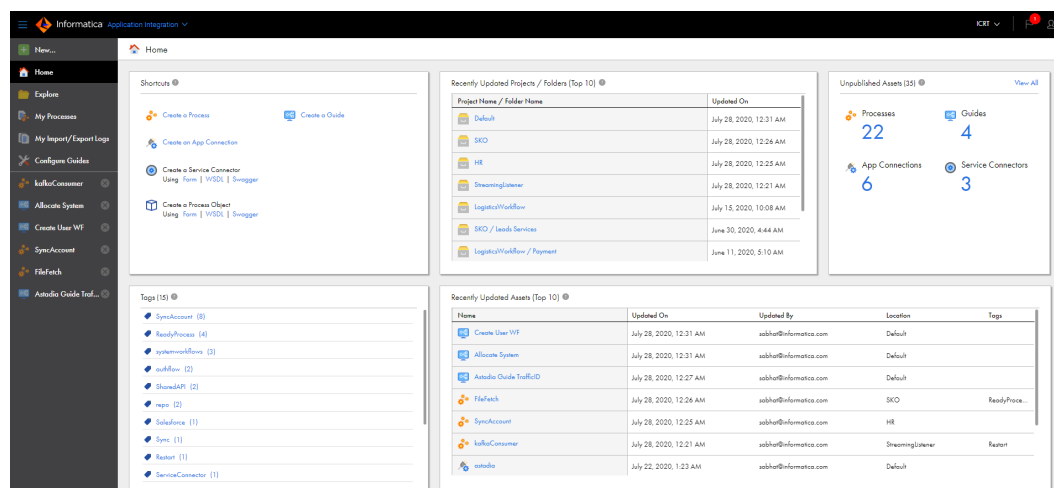 Informatica Application Integration
ICRT
1
New...
Home
Explore
My Processes
My Import/Export Logs
Configure Guides
kafkaConsumer
Allocate System
Create User WF
SyncAccount
FileFetch
Astadia Guide Traf...
Home
Shortcuts
Create a Process
Create a Guide
Create an App Connection
Create a Service Connector
Using Form | WSDL | Swagger
Create a Process Object
Using Form | WSDL | Swagger
Recently Updated Projects / Folders (Top 10)
Project Name / Folder Name Updated On
Default July 28, 2020, 12:31 AM
SKO July 28, 2020, 12:26 AM
HR July 28, 2020, 12:25 AM
StreamingListener July 28, 2020, 12:21 AM
LogisticsWorkflow July 15, 2020, 10:08 AM
SKO / Leads Services June 30, 2020, 4:44 AM
LogisticsWorkflow / Payment June 11, 2020, 5:10 AM
Unpublished Assets (35) View All
Processes Guides
22 4
App Connections Service Connectors
6 3
Tags (15)
SyncAccount (8)
ReadyProcess (4)
systemworkflows (3)
authflow (2)
SharedAPI (2)
repo (2)
Salesforce (1)
Sync (1)
Restart (1)
ServiceConnector (1)
Recently Updated Assets (Top 10)
Name Updated On Updated By Location Tags
Create User WF July 28, 2020, 12:31 AM sabhat@informatica.com Default
Allocate System July 28, 2020, 12:31 AM sabhat@informatica.com Default
Astadia Guide TrafficID July 28, 2020, 12:27 AM sabhat@informatica.com Default
FileFetch July 28, 2020, 12:26 AM sabhat@informatica.com SKO ReadyProce...
SyncAccount July 28, 2020, 12:25 AM sabhat@informatica.com HR
kafkaConsumer July 28, 2020, 12:21 AM sabhat@informatica.com StreamingListener Restart
astadia July 22, 2020, 1:23 AM sabhat@informatica.com Default